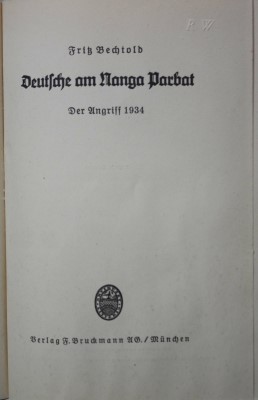 Fritz Bechtold
Deutsche am Nanga Parbat
Der Angriff 1934
Verlag F. Bruckmann AG./München